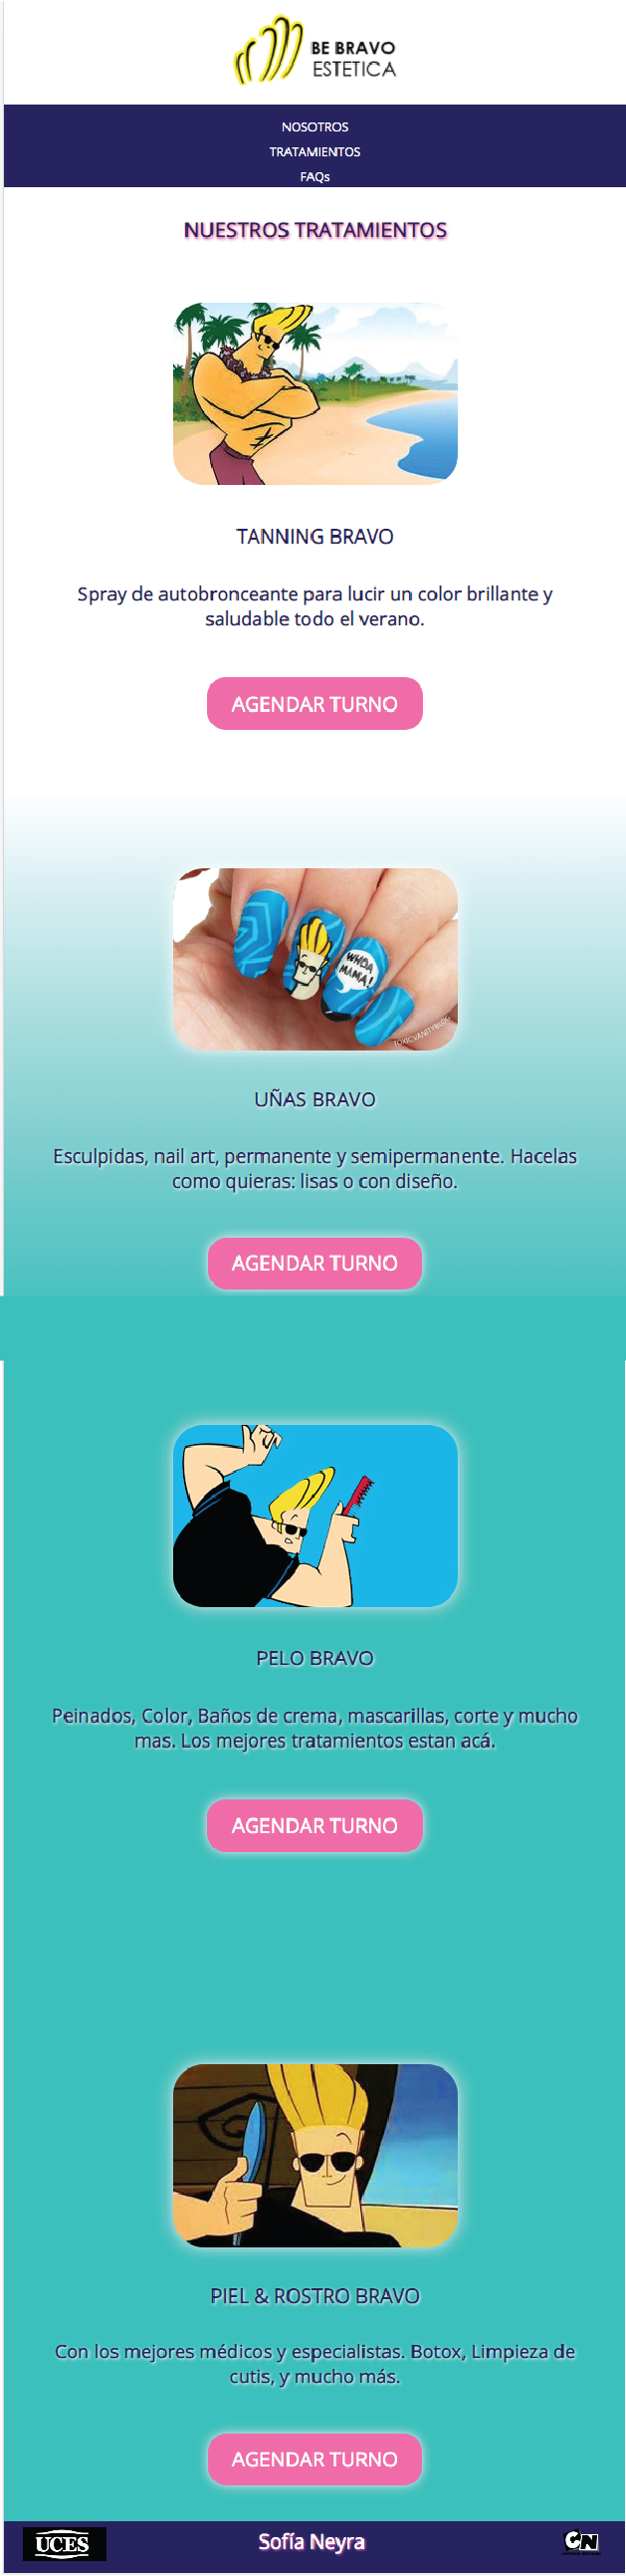 BE BRAVO
ESTETICA
NOSOTROS
TRATAMIENTOS
FAQs
NUESTROS TRATAMIENTOS
TANNING BRAVO
Spray de autobronceante para lucir un color brillante y
saludable todo el verano.
AGENDAR TURNO
WHOA
MAMA!
TOXICVANITYBLOG
UÑAS BRAVO
Esculpidas, nail art, permanente y semipermanente. Hacelas
como quieras: lisas o con diseño.
AGENDAR TURNO
PELO BRAVO
Peinados, Color, Baños de crema, mascarillas, corte y mucho
mas. Los mejores tratamientos estan acá.
AGENDAR TURNO
PIEL & ROSTRO BRAVO
Con los mejores médicos y especialistas. Botox, Limpieza de
cutis, y mucho más.
AGENDAR TURNO
UCES
Sofía Neyra
CN